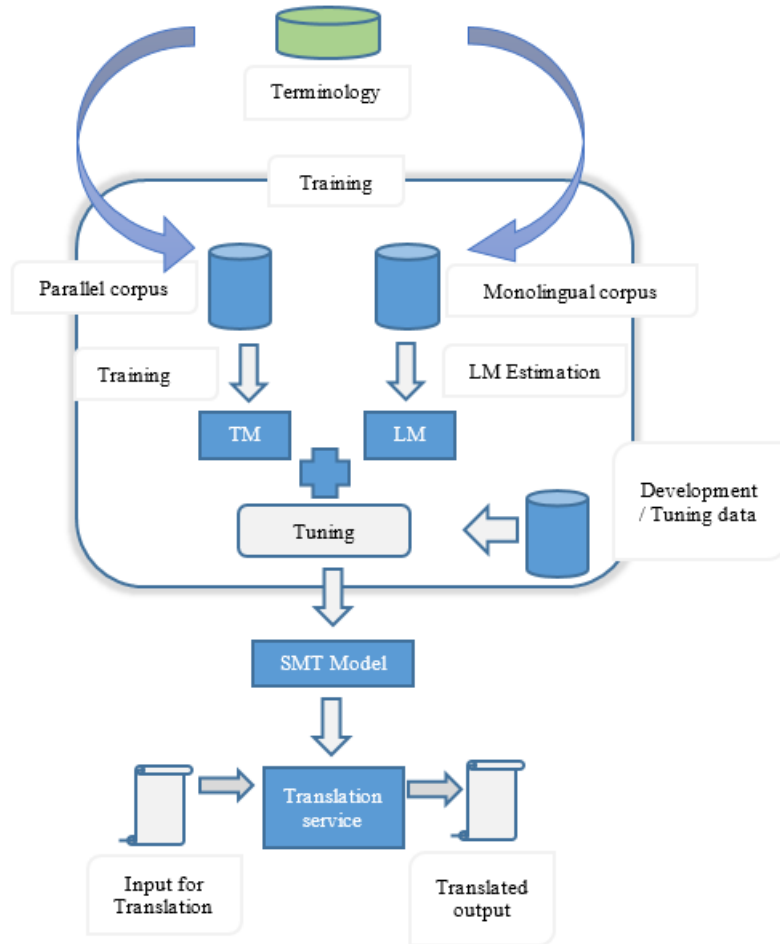 Terminology
Training
Parallel corpus
Monolingual corpus
Training
LM Estimation
TM
LM
Development
/ Tuning data
Tuning
SMT Model
Translation
service
Input for
Translation
Translated
output